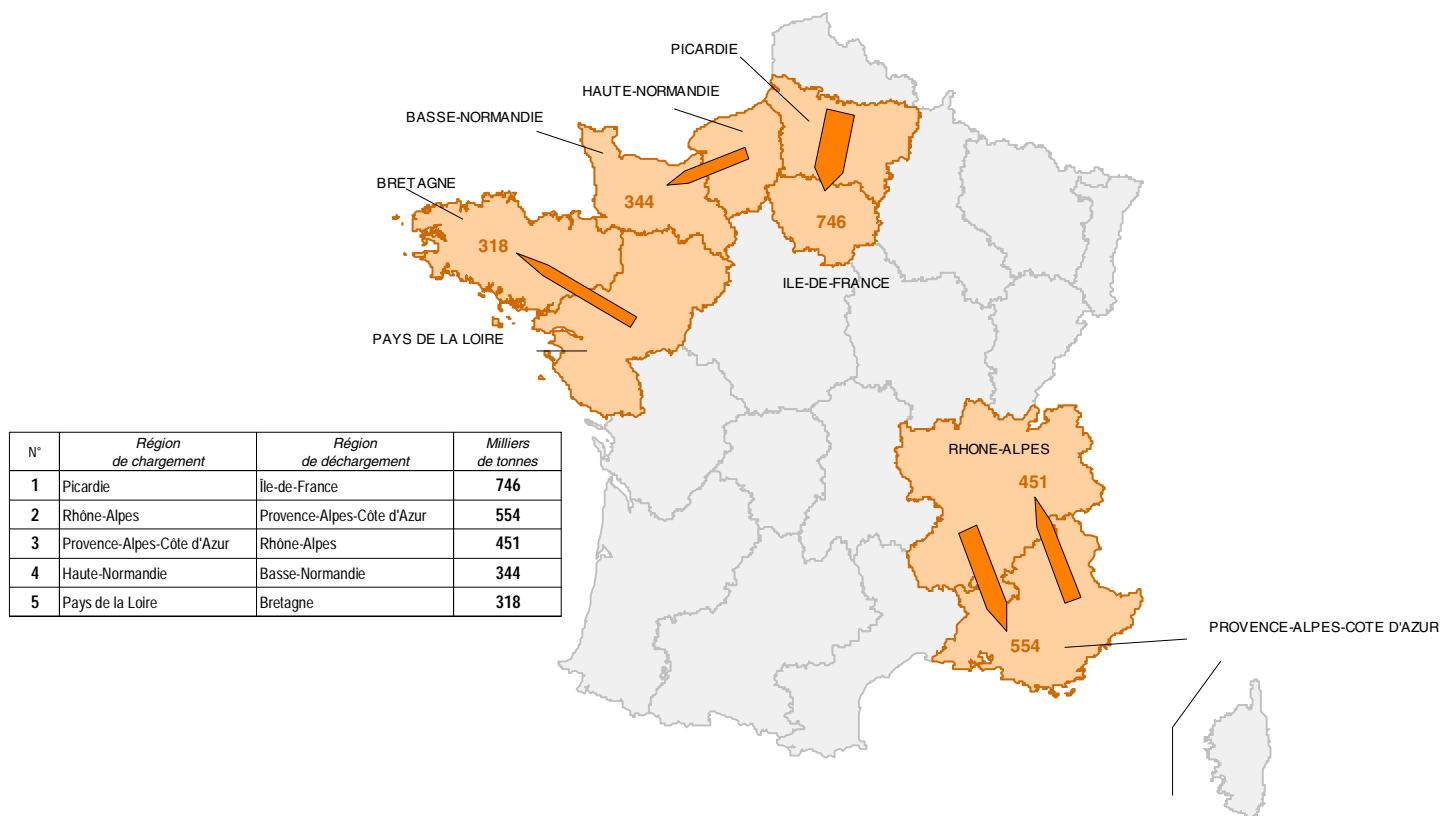 PICARDIE
HAUTE-NORMANDIE
BASSE-NORMANDIE
BRETAGNE
344
746
318
ILE-DE-FRANCE
PAYS DE LA LOIRE
N° Région de chargement Région de déchargement Milliers de tonnes
1 Picardie Île-de-France 746
2 Rhône-Alpes Provence-Alpes-Côte d'Azur 554
3 Provence-Alpes-Côte d'Azur Rhône-Alpes 451
4 Haute-Normandie Basse-Normandie 344
5 Pays de la Loire Bretagne 318
RHONE-ALPES
451
554
PROVENCE-ALPES-COTE D'AZUR